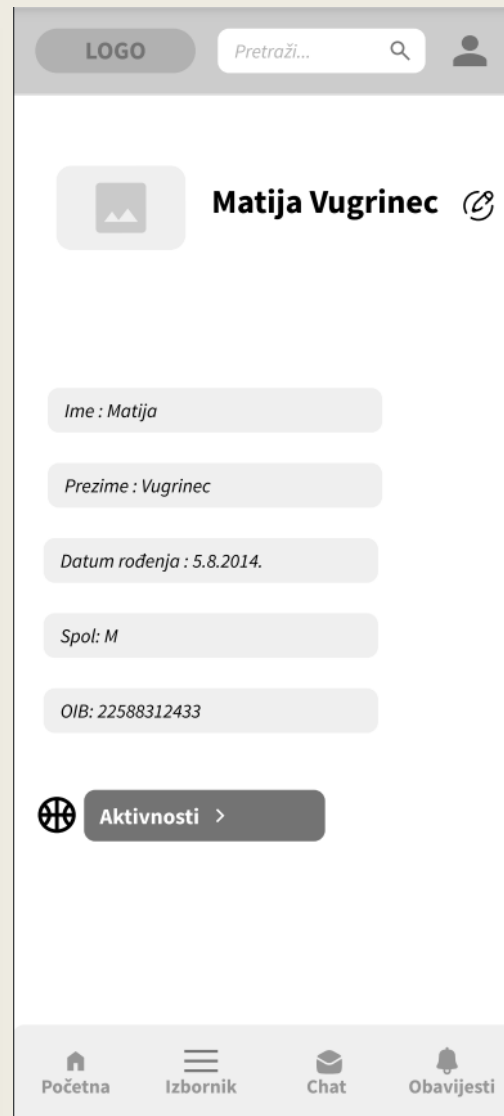 LOGO Pretraži...
Matija Vugrinec
Ime : Matija
Prezime : Vugrinec
Datum rođenja : 5.8.2014.
Spol: M
OIB: 22588312433
Aktivnosti >
Početna Izbornik Chat Obavijesti